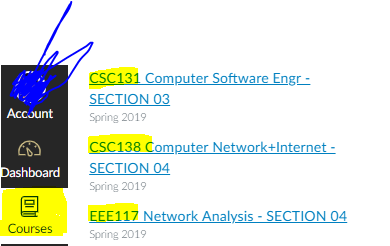 Account
Dashboard
Courses
CSC131 Computer Software Engr -
SECTION 03
Spring 2019
CSC138 Computer Network+Internet -
SECTION 04
Spring 2019
EEE117 Network Analysis - SECTION 04
Spring 2019